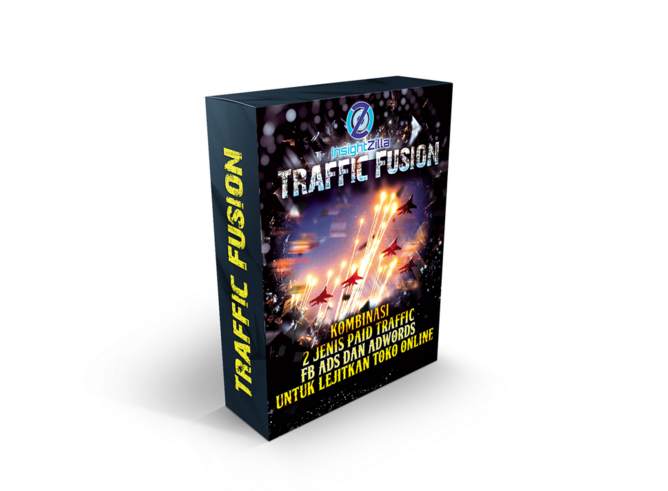 TRAFFIC FUSION
InsightZilla
TRAFFIC FUSION
KOMBINASI
2 JENIS PAID TRAFFIC
FB ADS DAN ADWORDS
UNTUK LEJITKAN TOKO ONLINE